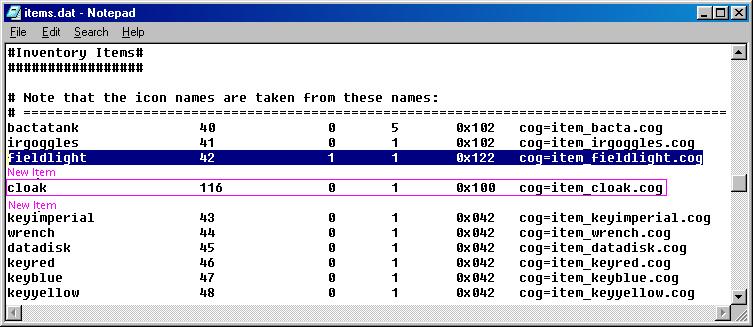 items.dat - Notepad
File Edit Search Help
#Inventory Items#
#################
# Note that the icon names are taken from these names:
# ========================================================================================
bactatank 40 0 5 0x102 cog=item_bacta.cog
irgoggles 41 0 1 0x102 cog=item_irgoggles.cog
fieldlight 42 1 1 0x122 cog=item_fieldlight.cog
New Item
cloak 116 0 1 0x100 cog=item_cloak.cog
New Item
keyimperial 43 0 1 0x042 cog=item_keyimperial.cog
wrench 44 0 1 0x042 cog=item_wrench.cog
datadisk 45 0 1 0x042 cog=item_datadisk.cog
keyred 46 0 1 0x042 cog=item_keyred.cog
keyblue 47 0 1 0x042 cog=item_keyblue.cog
keyyellow 48 0 1 0x042 cog=item_keyyellow.cog